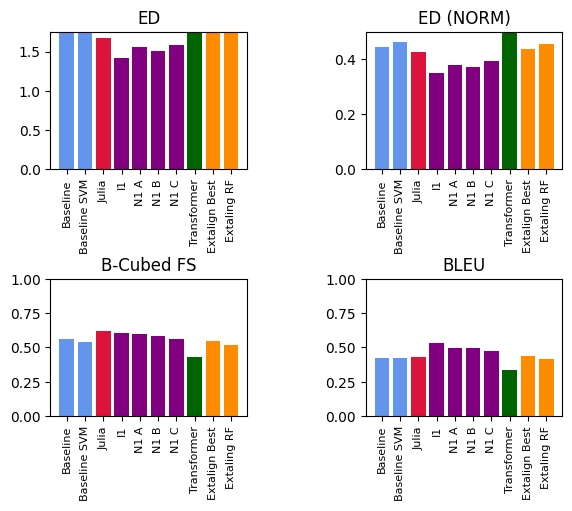 ED
1.5
1.0
0.5
0.0
Baseline
Baseline SVM
Julia
I1
N1 A
N1 B
N1 C
Transformer
Extalign Best
Extaling RF
ED (NORM)
0.4
0.2
0.0
Baseline
Baseline SVM
Julia
I1
N1 A
N1 B
N1 C
Transformer
Extalign Best
Extaling RF
B-Cubed FS
1.00
0.75
0.50
0.25
0.00
Baseline
Baseline SVM
Julia
I1
N1 A
N1 B
N1 C
Transformer
Extalign Best
Extaling RF
BLEU
1.00
0.75
0.50
0.25
0.00
Baseline
Baseline SVM
Julia
I1
N1 A
N1 B
N1 C
Transformer
Extalign Best
Extaling RF